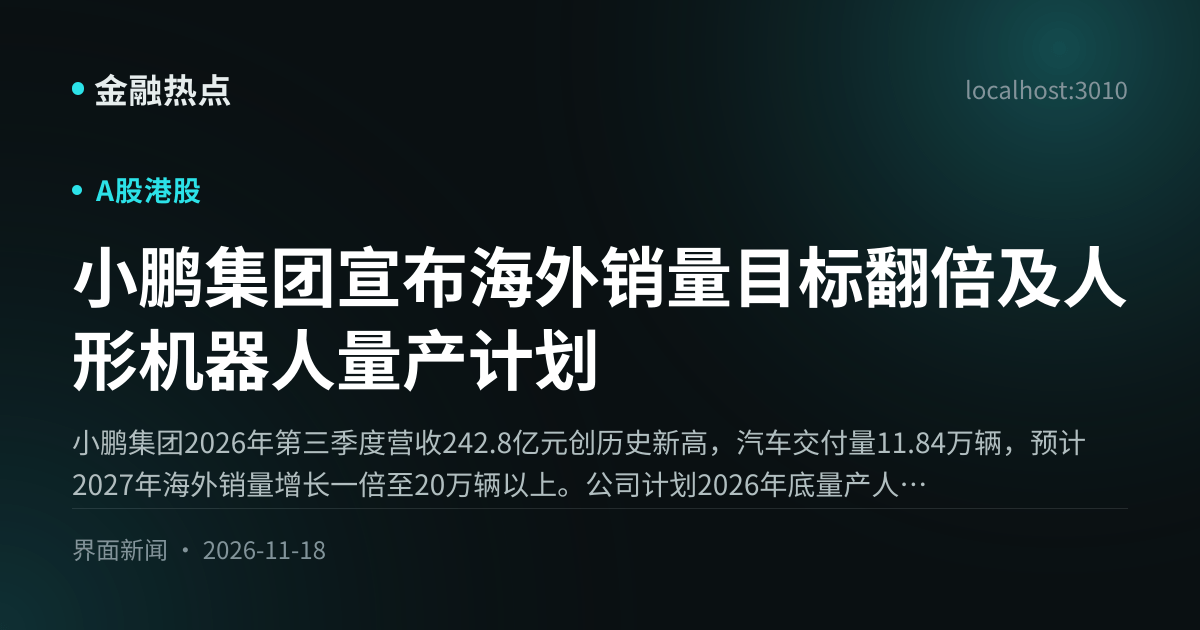 金融热点
localhost:3010
A股港股
小鹏集团宣布海外销量目标翻倍及人
形机器人量产计划
小鹏集团2026年第三季度营收242.8亿元创历史新高，汽车交付量11.84万辆，预计
2027年海外销量增长一倍至20万辆以上。公司计划2026年底量产人…
界面新闻 • 2026-11-18